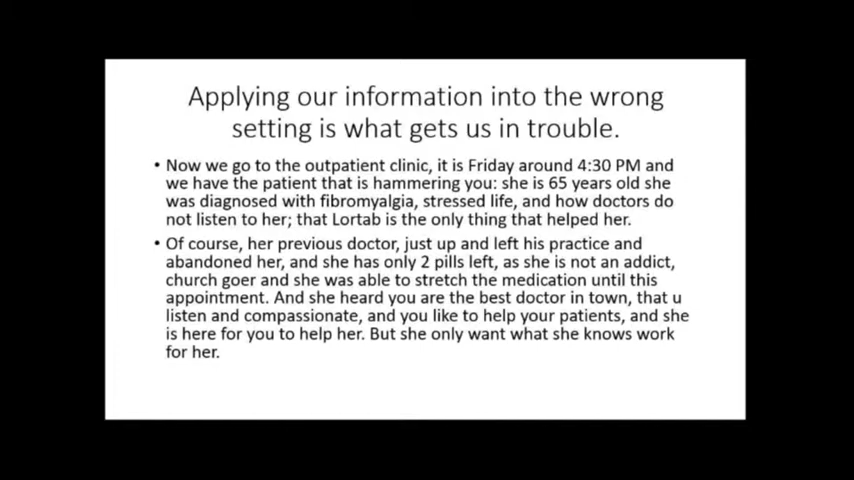 Applying our information into the wrong
setting is what gets us in trouble.
• Now we go to the outpatient clinic, it is Friday around 4:30 PM and
we have the patient that is hammering you: she is 65 years old she
was diagnosed with fibromyalgia, stressed life, and how doctors do
not listen to her; that Lortab is the only thing that helped her.
• Of course, her previous doctor, just up and left his practice and
abandoned her, and she has only 2 pills left, as she is not an addict,
church goer and she was able to stretch the medication until this
appointment. And she heard you are the best doctor in town, that u
listen and compassionate, and you like to help your patients, and she
is here for you to help her. But she only want what she knows work
for her.